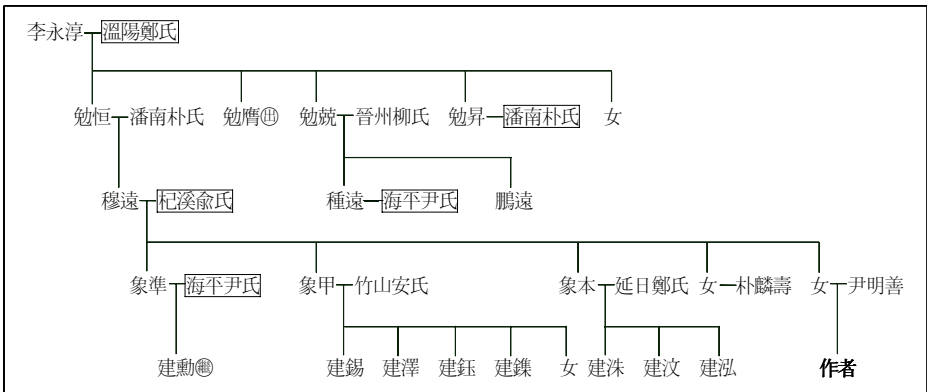 李永淳 溫陽鄭氏
勉恒 潘南朴氏 勉膺㊉ 勉兢 晉州柳氏 勉昇 潘南朴氏 女
穆遠 杞溪兪氏 種遠 海平尹氏 鵬遠
象準 海平尹氏 象甲 竹山安氏 象本 延日鄭氏 女 朴麟壽 女 尹明善
建勳 建錫 建澤 建鈺 建鏶 女 建洙 建汶 建泓 作者